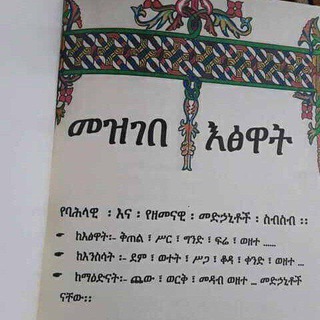 መዝገበ እፅዋት
የባሕላዊ ፡ እና ፡ የዘመናዊ ፡ መድኃኒቶች ፡ ስብስብ ፡፡
ከእፅዋት፦ ቅጠል ፣ ሥር ፣ ግንድ ፣ ፍሬ ፣ ወዘተ ......
ከእንስሳት፦ ደም ፣ ወተት ፣ ሥጋ ፣ ቆዳ ፣ ቀንድ ፣ ወዘተ ...
ከማዕድናት፦ ጨው ፣ ወርቅ ፣ መዳብ ወዘተ ... መድኃኒቶች
ናቸው፡፡